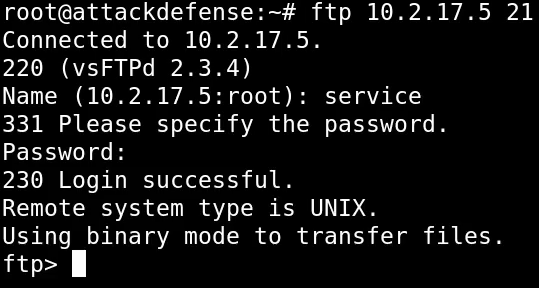 root@attackdefense:~# ftp 10.2.17.5 21
Connected to 10.2.17.5.
220 (vsFTPd 2.3.4)
Name (10.2.17.5:root): service
331 Please specify the password.
Password:
230 Login successful.
Remote system type is UNIX.
Using binary mode to transfer files.
ftp>